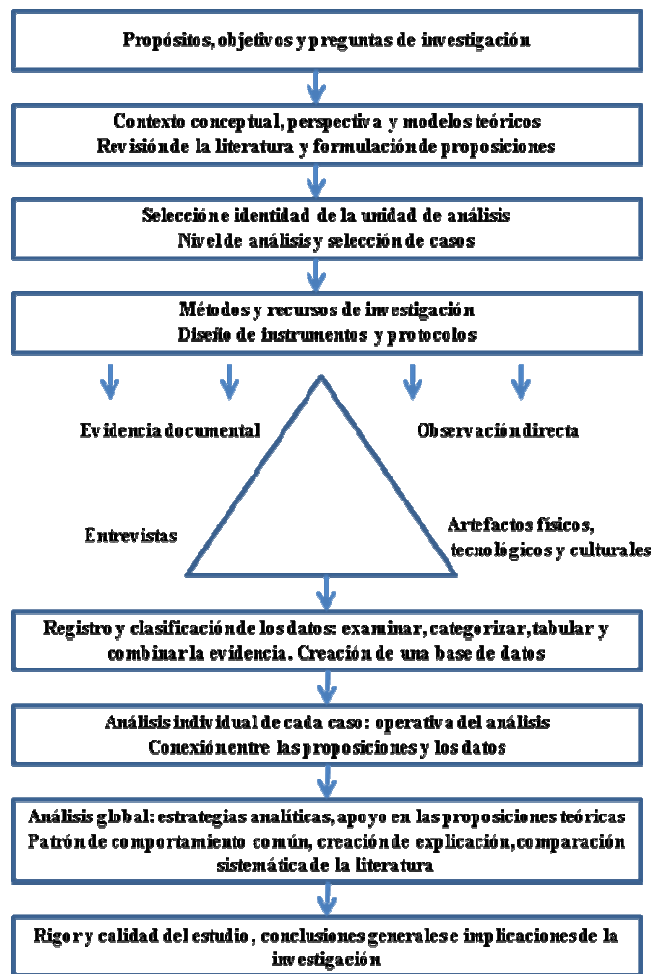 Propósitos, objetivos y preguntas de investigación
Contexto conceptual, perspectiva y modelos teóricos
Revisión de la literatura y formulación de proposiciones
Selección e identidad de la unidad de análisis
Nivel de análisis y selección de casos
Métodos y recursos de investigación
Diseño de instrumentos y protocolos
Evidencia documental
Observación directa
Entrevistas
Artefactos físicos,
tecnológicos y culturales
Registro y clasificación de los datos: examinar, categorizar, tabular y
combinar la evidencia. Creación de una base de datos
Análisis individual de cada caso: operativa del análisis
Conexión entre las proposiciones y los datos
Análisis global: estrategias analíticas, apoyo en las proposiciones teóricas
Patrón de comportamiento común, creación de explicación, comparación
sistemática de la literatura
Rigor y calidad del estudio, conclusiones generales e implicaciones de la
investigación